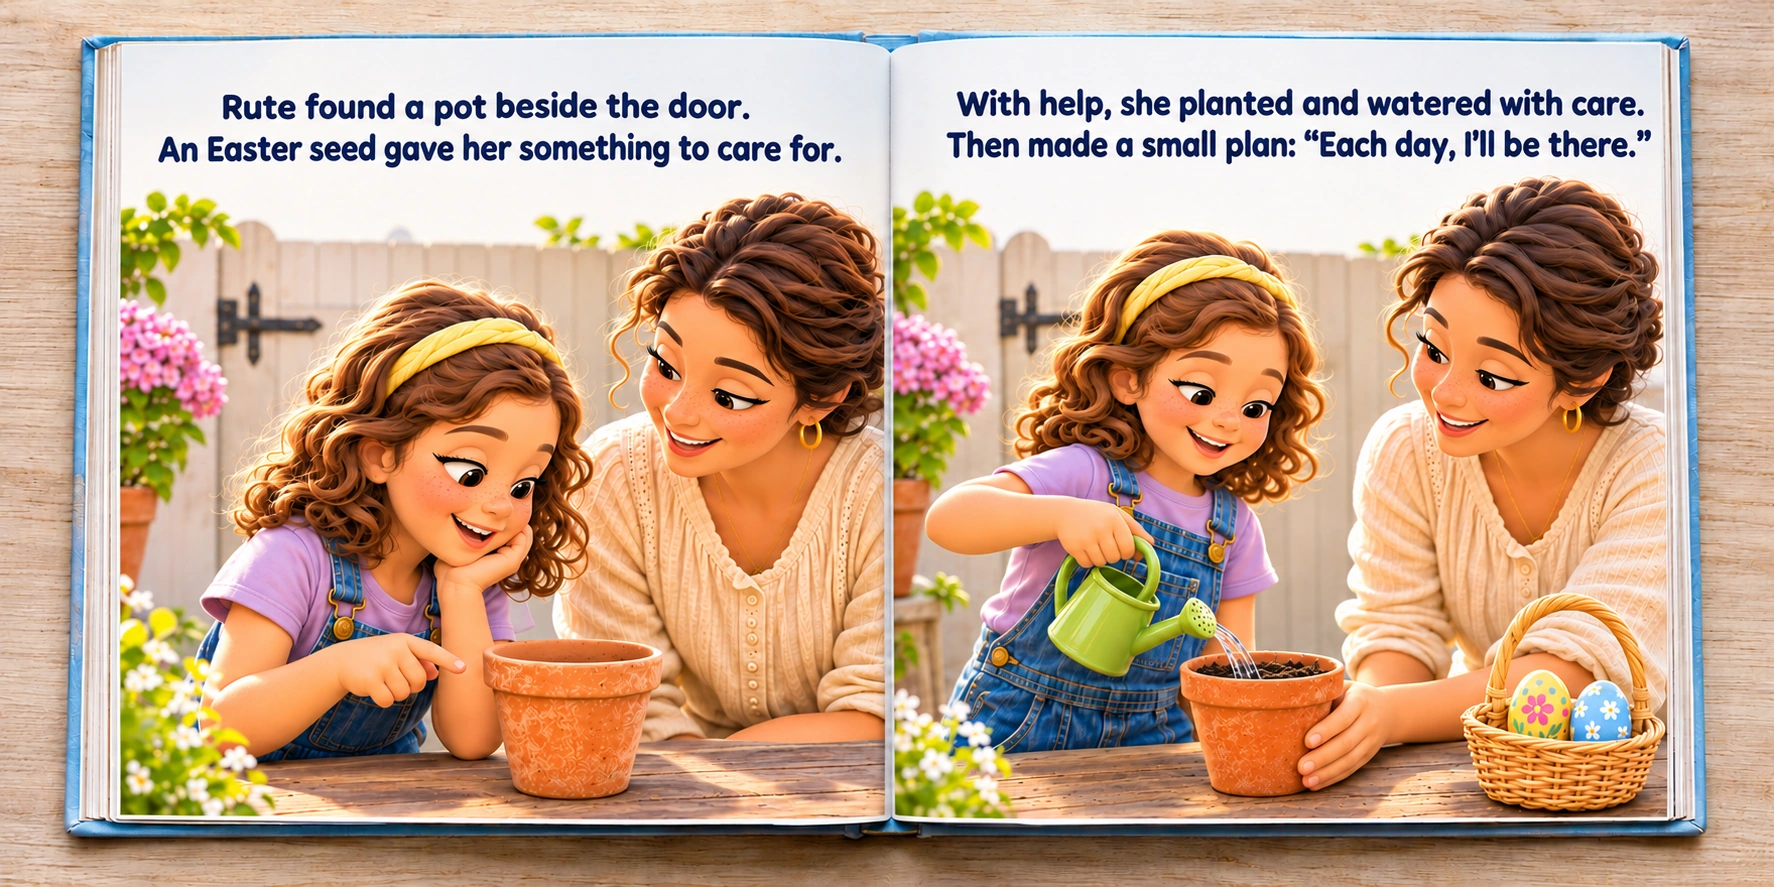 Rute found a pot beside the door.
An Easter seed gave her something to care for.
With help, she planted and watered with care.
Then made a small plan: “Each day, I’ll be there.”